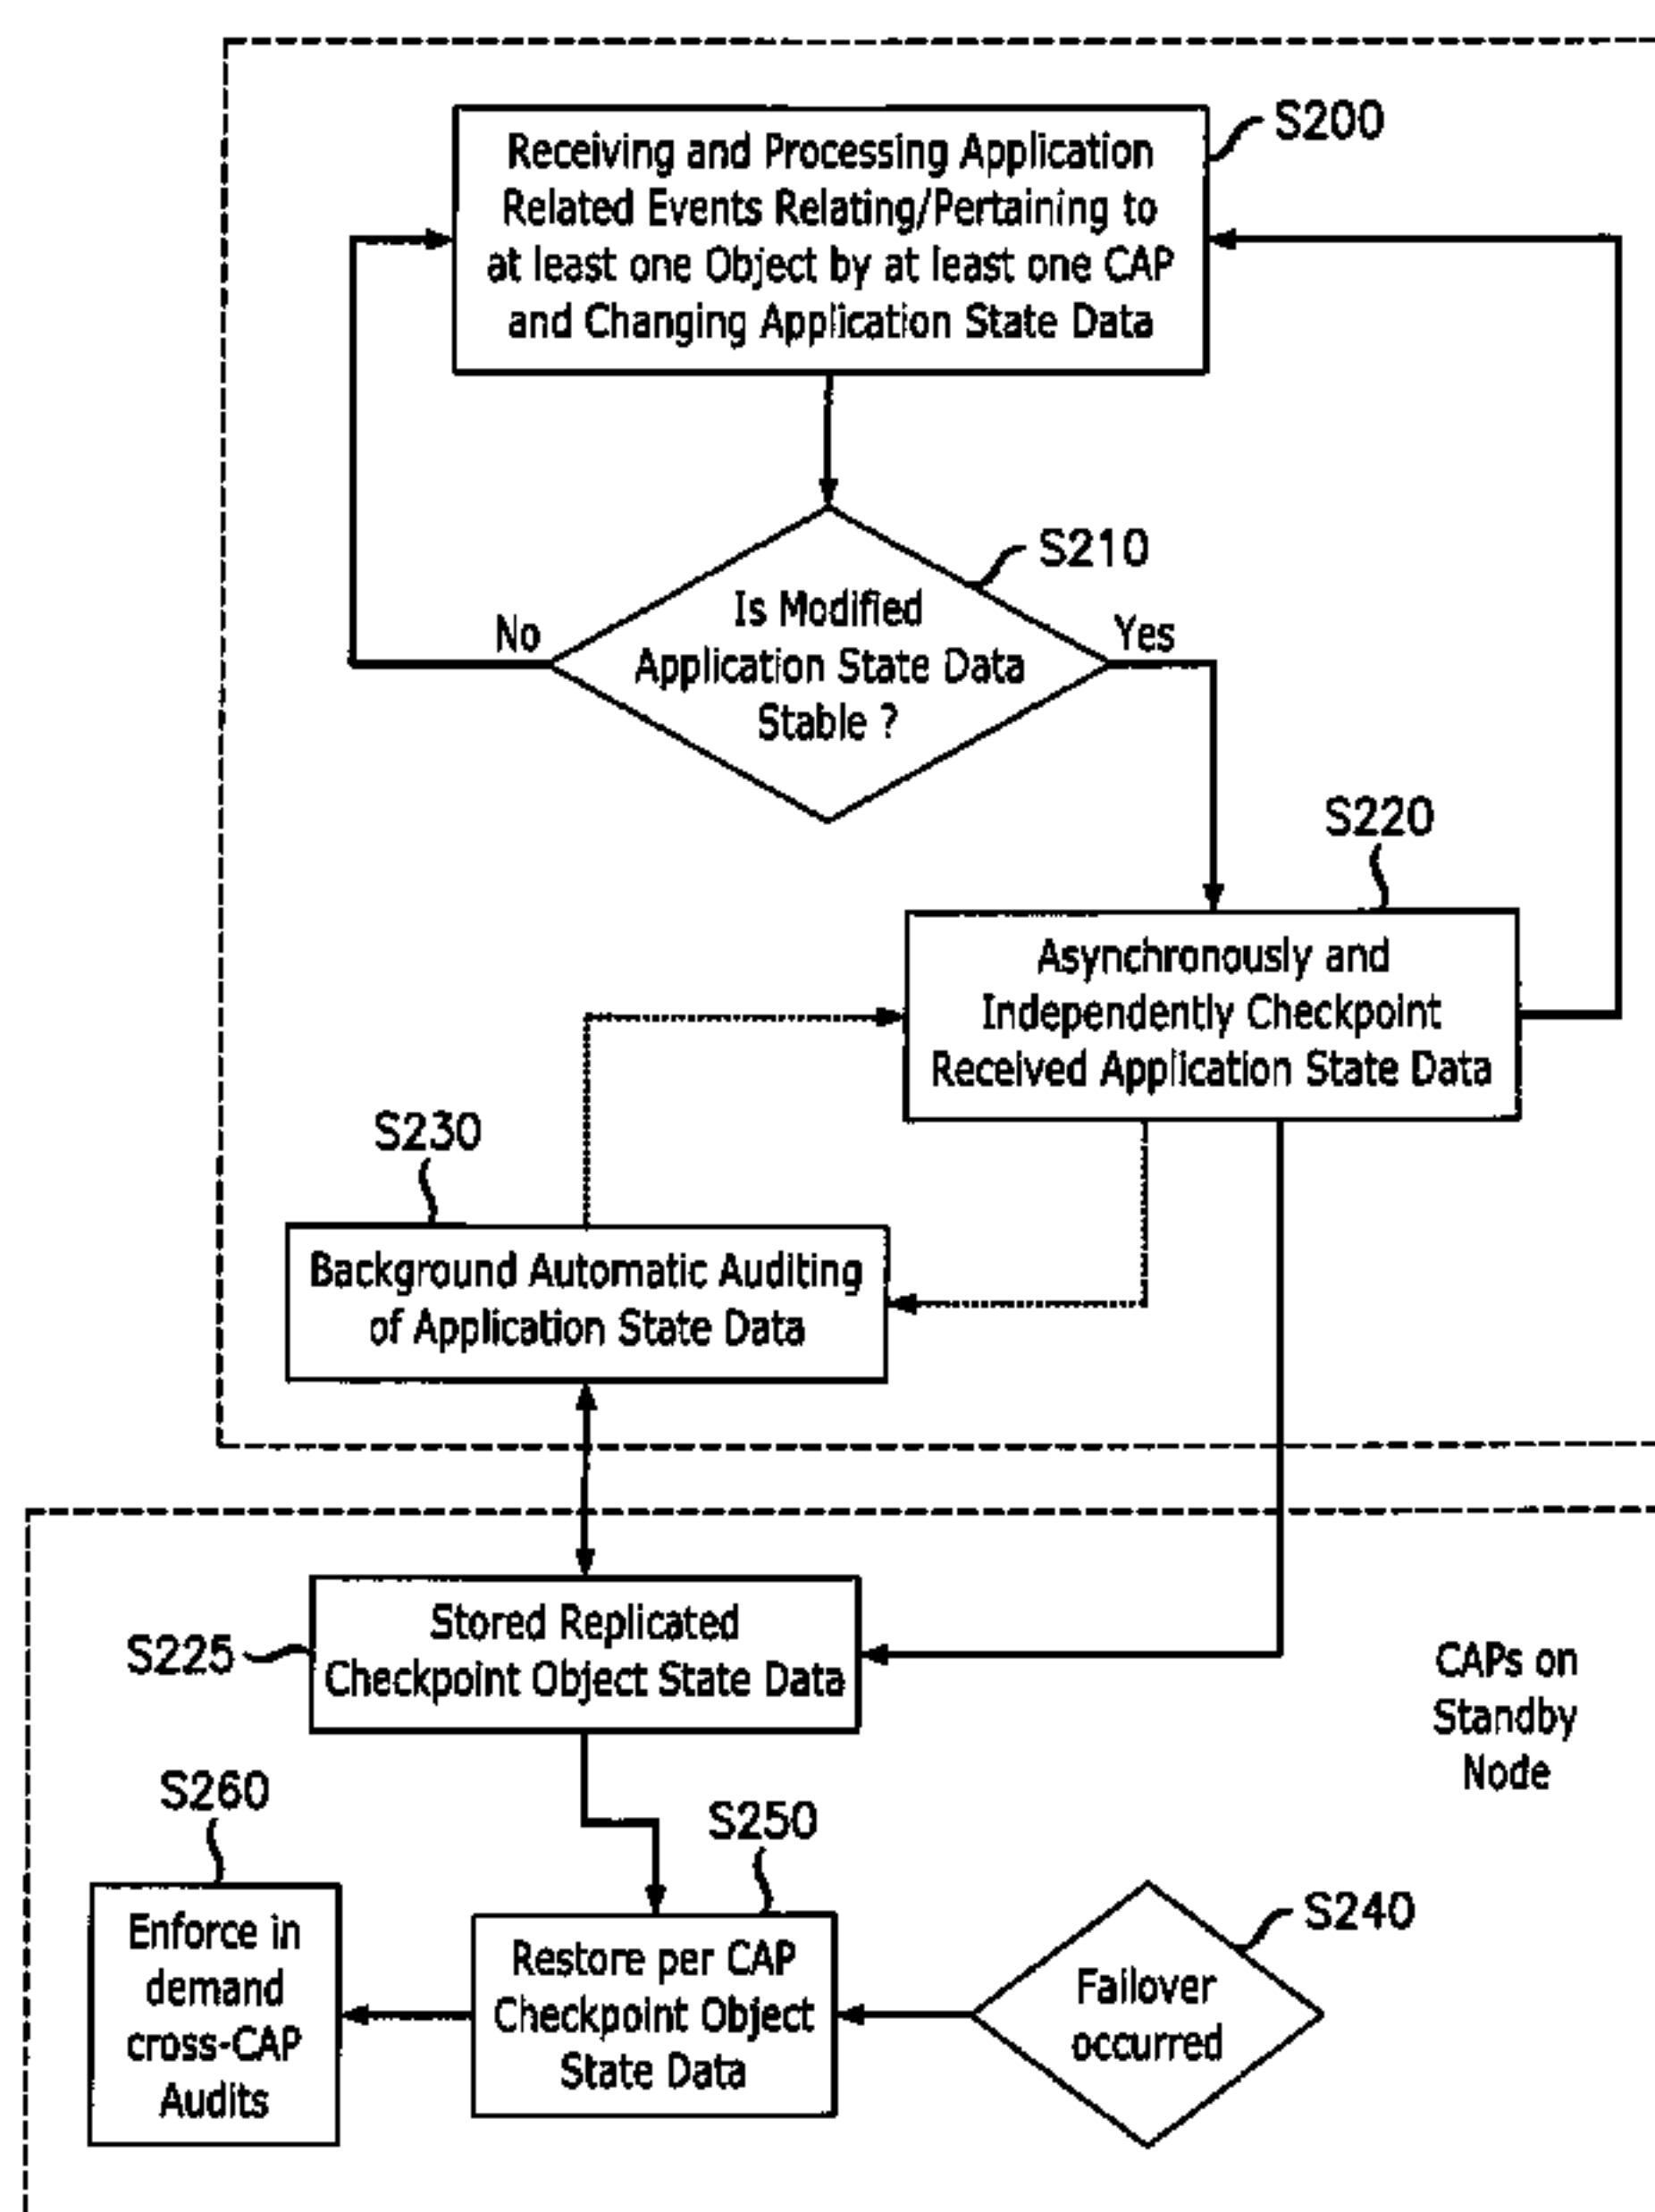 S200
Receiving and Processing Application
Related Events Relating/Pertaining to
at least one Object by at least one CAP
and Changing Application State Data
S210
Is Modified
Application State Data
Stable ?
No
Yes
S220
Asynchronously and
Independently Checkpoint
Received Application State Data
S230
Background Automatic Auditing
of Application State Data
S225
Stored Replicated
Checkpoint Object State Data
CAPs on
Standby
Node
S260
Enforce in
demand
cross-CAP
Audits
S250
Restore per CAP
Checkpoint Object
State Data
S240
Failover
occurred